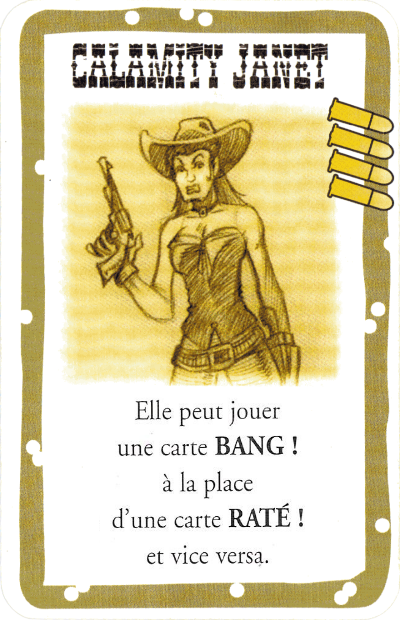 CALAMITY JANET
Elle peut jouer
une carte BANG !
à la place
d'une carte RATÉ !
et vice versa.